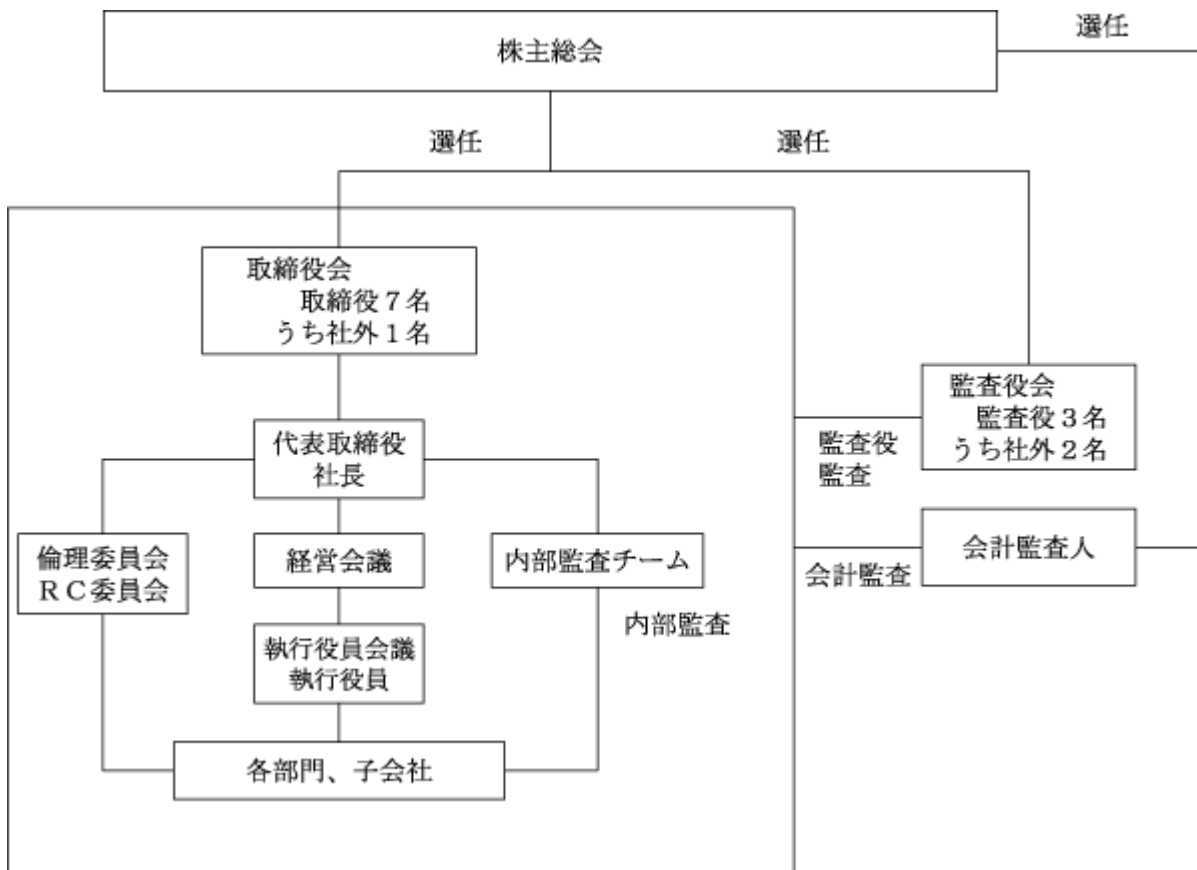 株主総会
選任
選任
選任
取締役会
取締役７名
うち社外１名
監査役会
監査役３名
うち社外２名
代表取締役
社長
監査役
監査
倫理委員会
ＲＣ委員会
経営会議
内部監査チーム
会計監査人
会計監査
内部監査
執行役員会議
執行役員
各部門、子会社